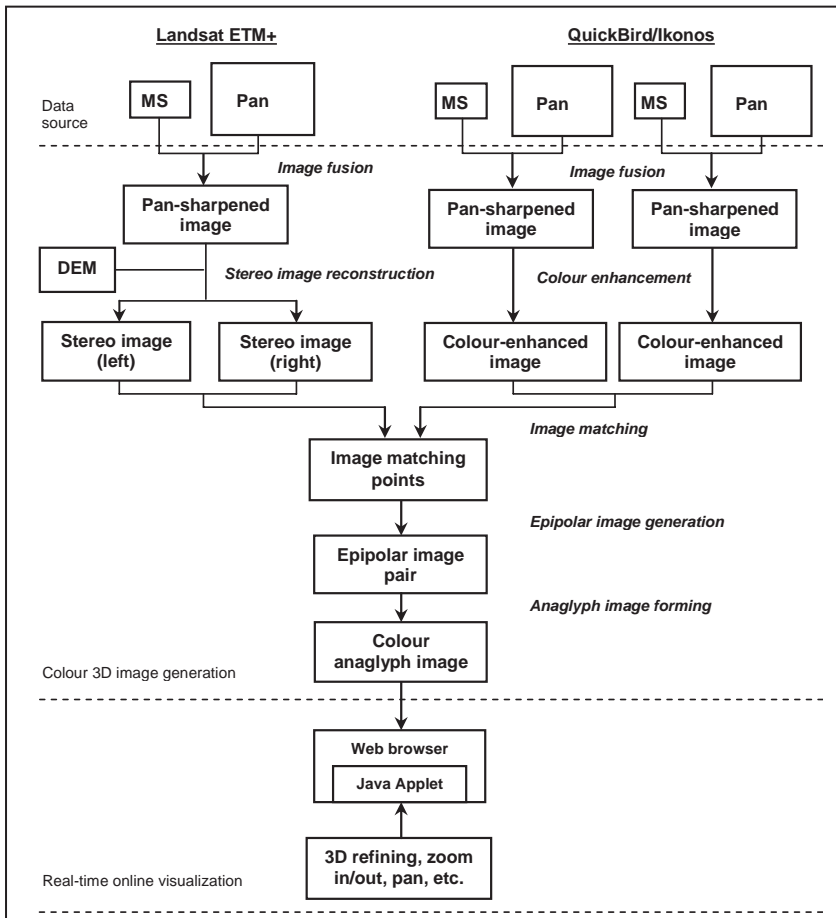 Landsat ETM+
QuickBird/Ikonos
Data
source
MS
Pan
MS
Pan
MS
Pan
Image fusion
Image fusion
Pan-sharpened
image
Pan-sharpened
image
Pan-sharpened
image
DEM
Stereo image reconstruction
Colour enhancement
Stereo image
(left)
Stereo image
(right)
Colour-enhanced
image
Colour-enhanced
image
Image matching
Image matching
points
Epipolar image generation
Epipolar image
pair
Anaglyph image forming
Colour
anaglyph image
Colour 3D image generation
Web browser
Java Applet
3D refining, zoom
in/out, pan, etc.
Real-time online visualization